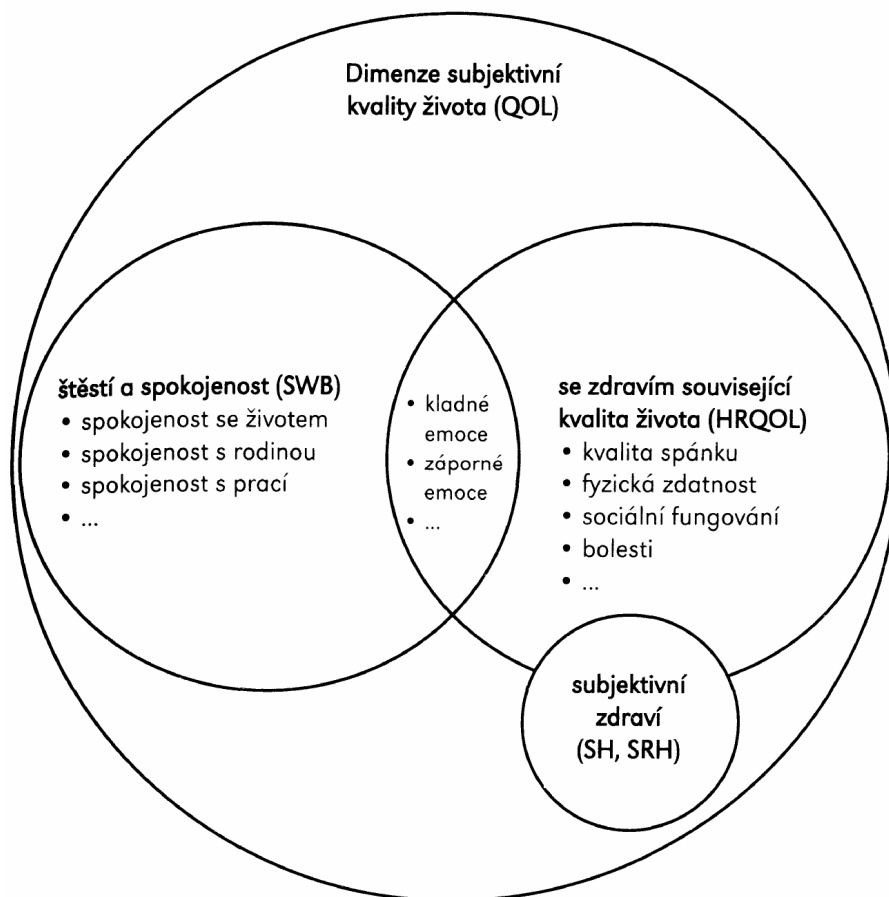 Dimenze subjektivní
kvality života (QOL)
štěstí a spokojenost (SWB)
• spokojenost se životem
• spokojenost s rodinou
• spokojenost s prací
• ...
• kladné
emoce
• záporné
emoce
• ...
se zdravím související
kvalita života (HRQOL)
• kvalita spánku
• fyzická zdatnost
• sociální fungování
• bolesti
• ...
subjektivní
zdraví
(SH, SRH)